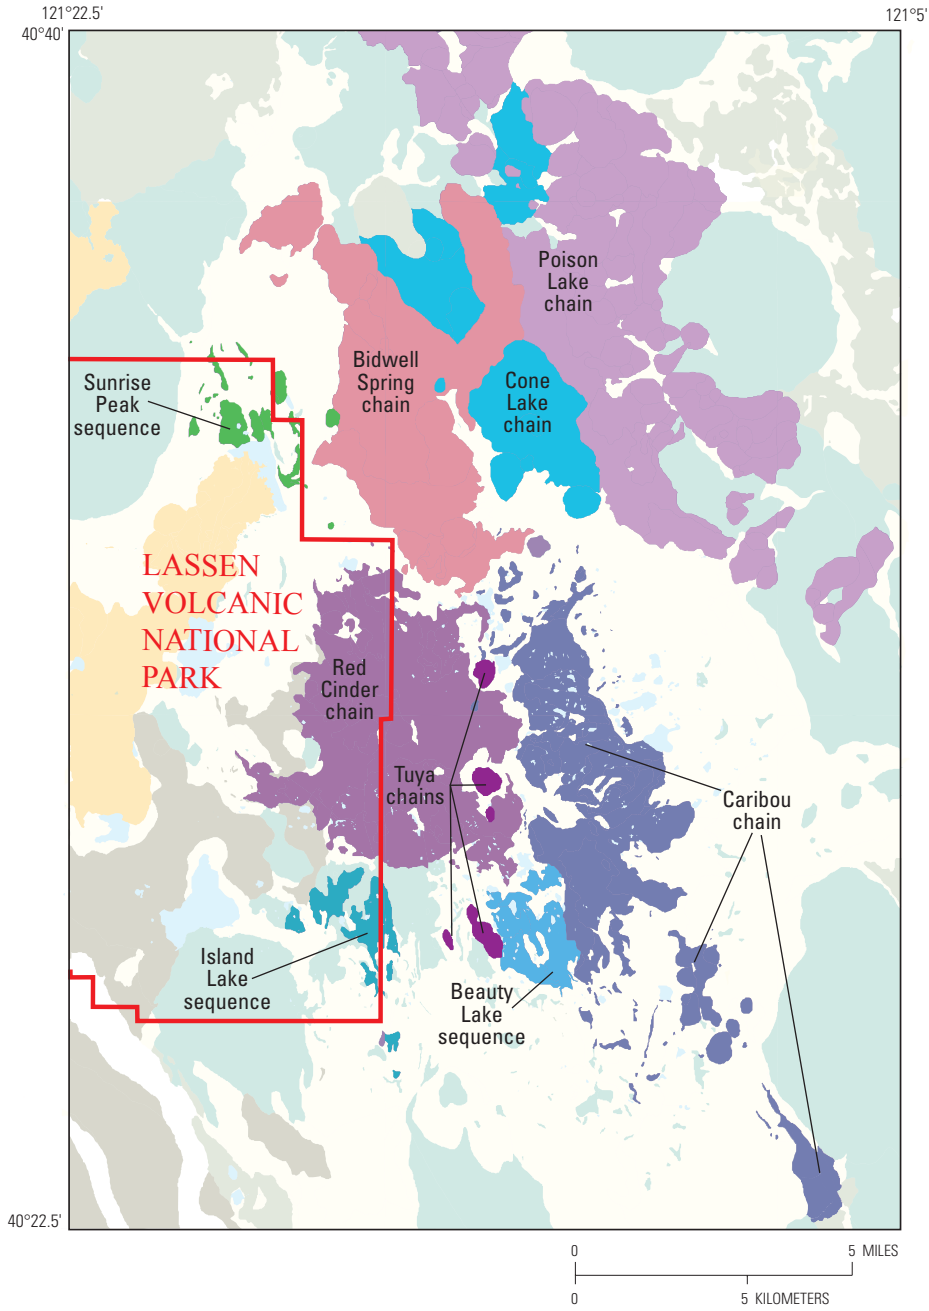 121°22.5'
121°5'
40°40'
Poison
Lake
chain
Bidwell
Spring
chain
Cone
Lake
chain
Sunrise
Peak
sequence
LASSEN
VOLCANIC
NATIONAL
PARK
Red
Cinder
chain
Tuya
chains
Caribou
chain
Island
Lake
sequence
Beauty
Lake
sequence
40°22.5'
0
5 MILES
0
5 KILOMETERS